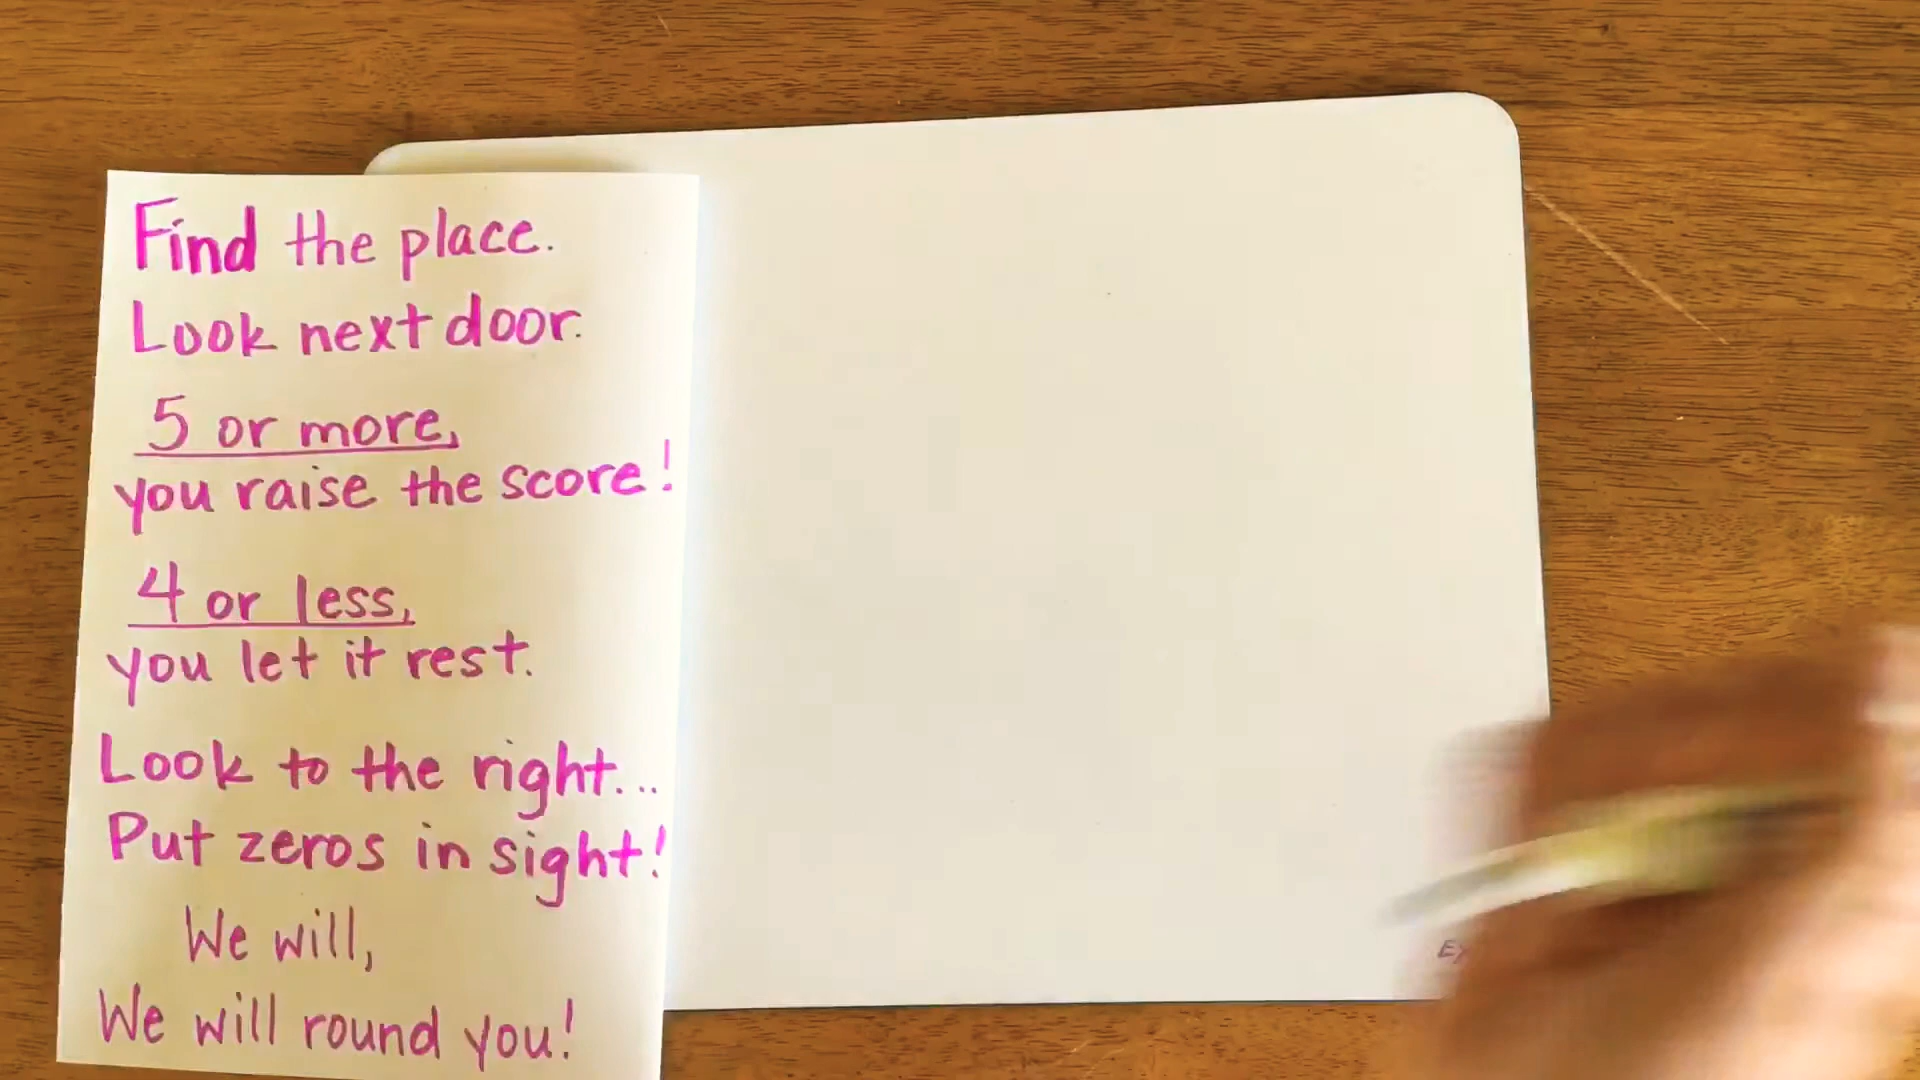 Find the place.
Look next door.
5 or more,
you raise the score!
4 or less,
you let it rest.
Look to the right...
Put zeros in sight!
We will,
We will round you!